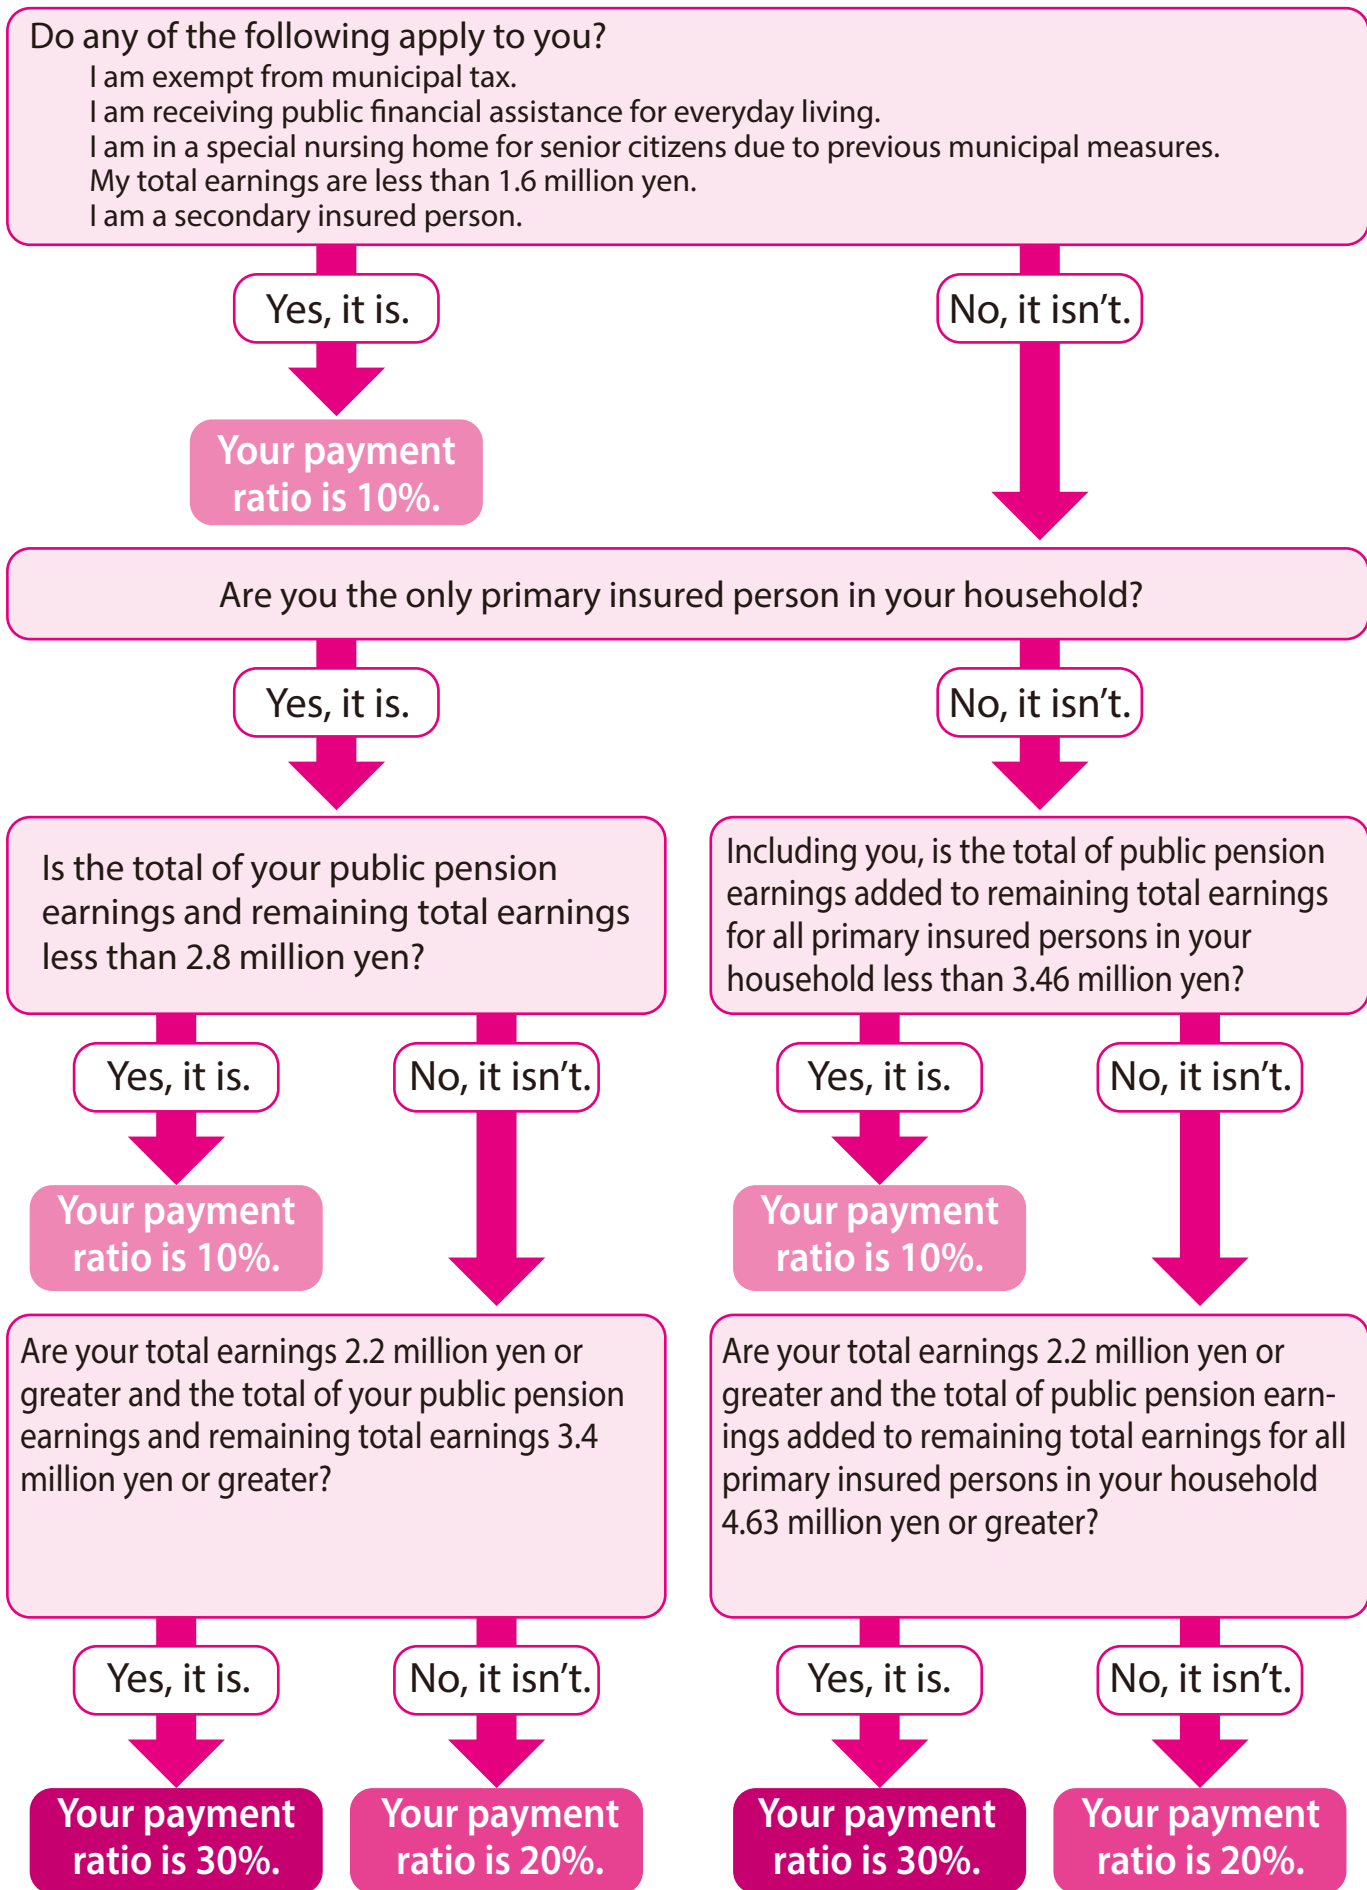 Do any of the following apply to you?
I am exempt from municipal tax.
I am receiving public financial assistance for everyday living.
I am in a special nursing home for senior citizens due to previous municipal measures.
My total earnings are less than 1.6 million yen.
I am a secondary insured person.
Yes, it is.
No, it isn't.
Your payment
ratio is 10%.
Are you the only primary insured person in your household?
Yes, it is.
No, it isn't.
Is the total of your public pension
earnings and remaining total earnings
less than 2.8 million yen?
Including you, is the total of public pension
earnings added to remaining total earnings
for all primary insured persons in your
household less than 3.46 million yen?
Yes, it is.
No, it isn't.
Yes, it is.
No, it isn't.
Your payment
ratio is 10%.
Your payment
ratio is 10%.
Are your total earnings 2.2 million yen or
greater and the total of your public pension
earnings and remaining total earnings 3.4
million yen or greater?
Are your total earnings 2.2 million yen or
greater and the total of public pension earn-
ings added to remaining total earnings for all
primary insured persons in your household
4.63 million yen or greater?
Yes, it is.
No, it isn't.
Yes, it is.
No, it isn't.
Your payment
ratio is 30%.
Your payment
ratio is 20%.
Your payment
ratio is 30%.
Your payment
ratio is 20%.